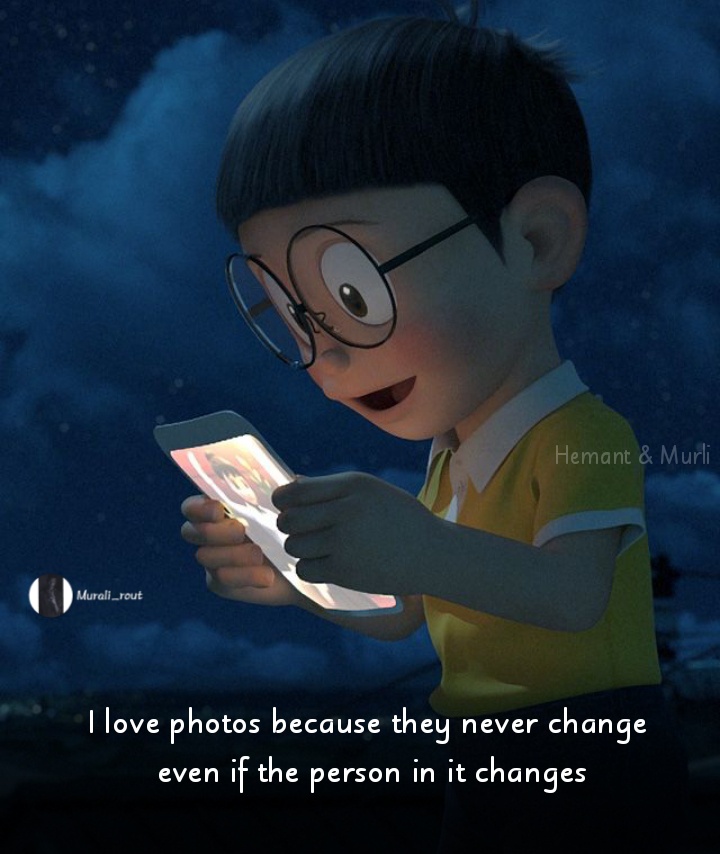 Hemant & Murli
Murali_rout
I love photos because they never change
even if the person in it changes